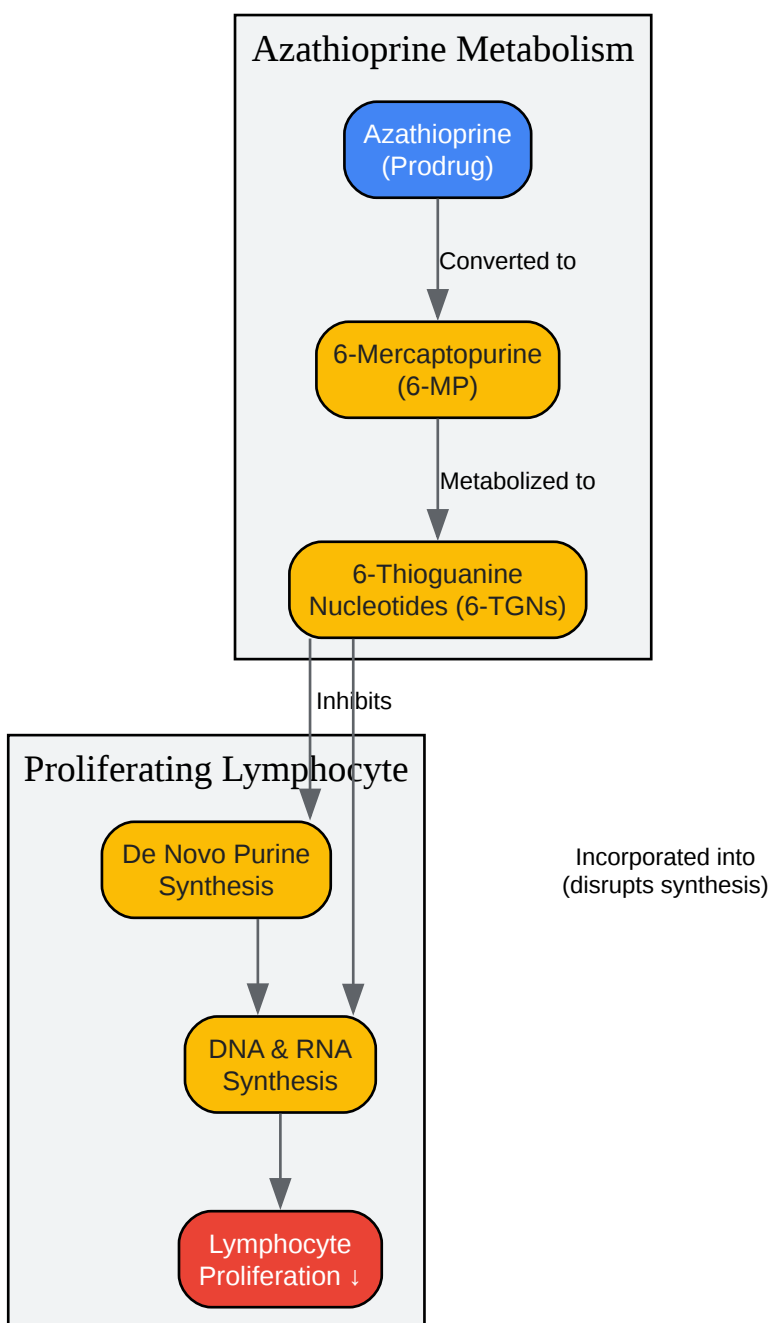 Azathioprine Metabolism
Azathioprine
(Prodrug)
Converted to
6-Mercaptopurine
(6-MP)
Metabolized to
6-Thioguanine
Nucleotides (6-TGNs)
Inhibits
Proliferating Lymphocyte
De Novo Purine
Synthesis
Incorporated into
(disrupts synthesis)
DNA & RNA
Synthesis
Lymphocyte
Proliferation ↓